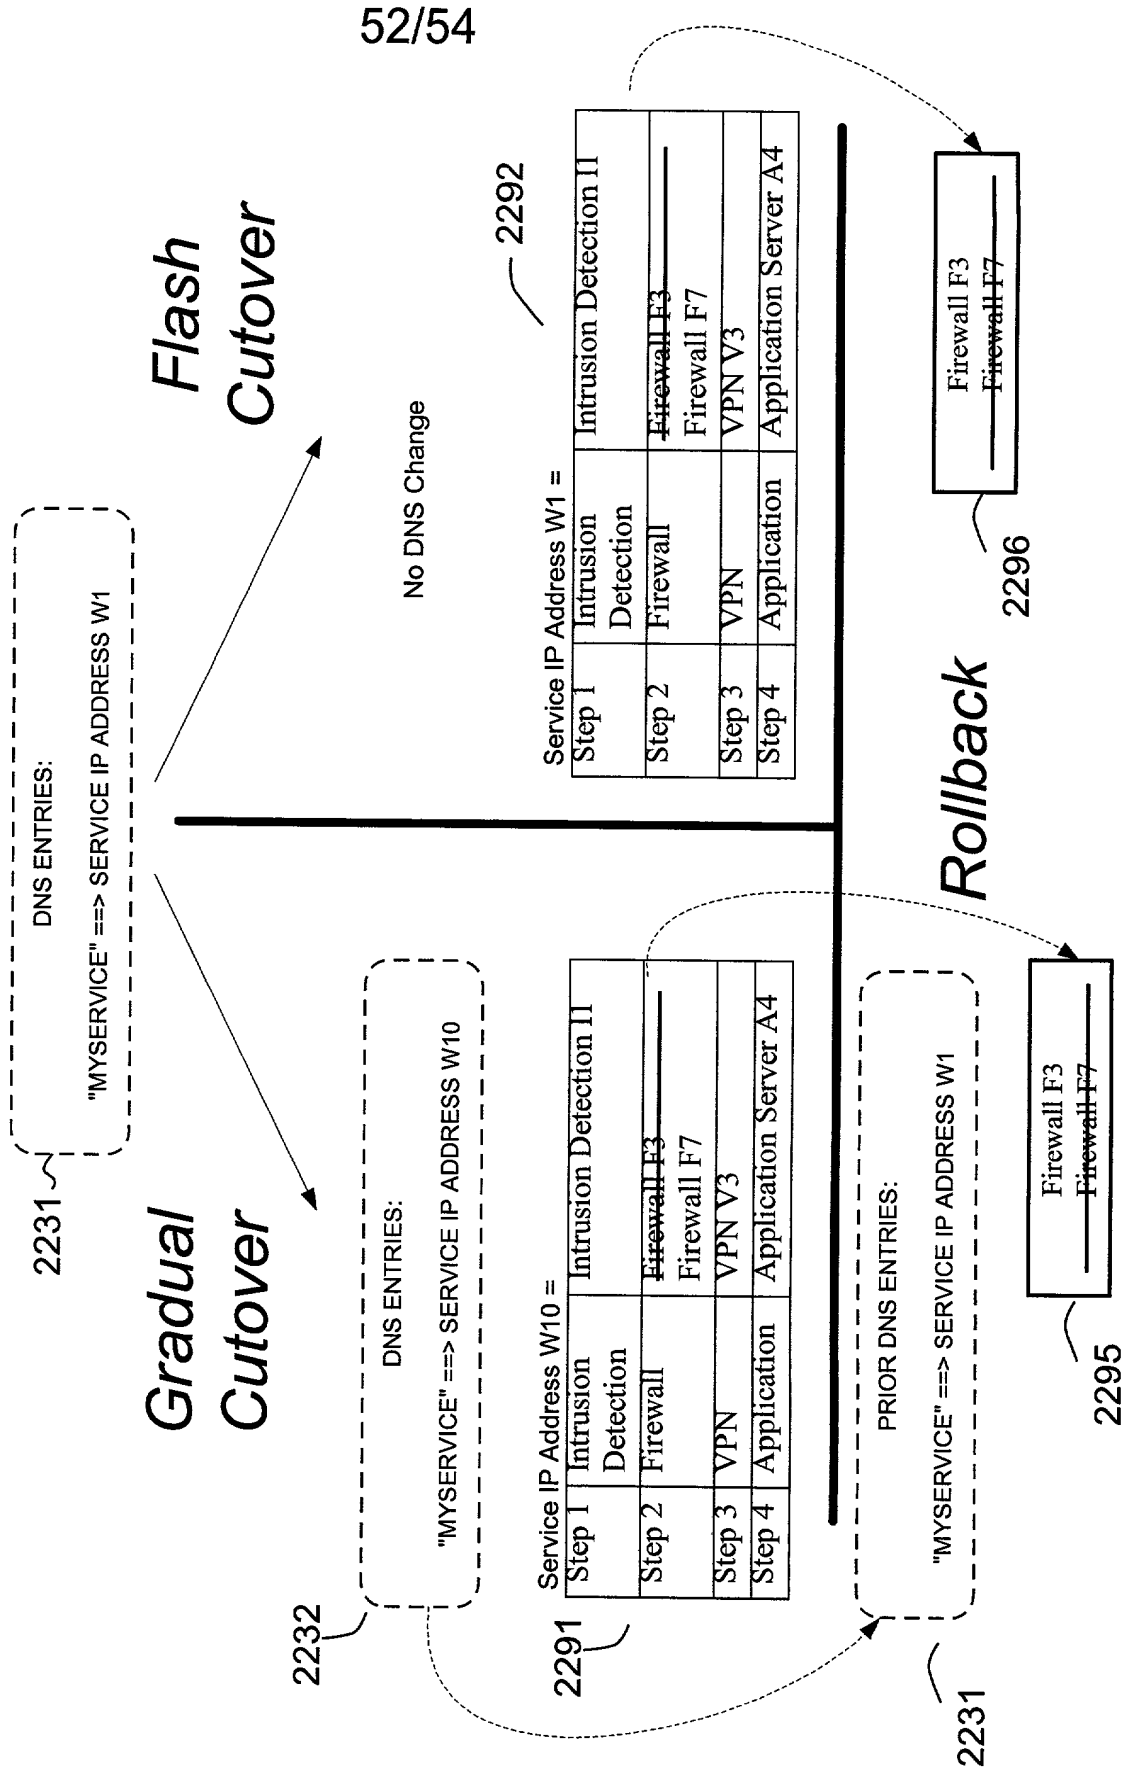 52/54
2231
DNS ENTRIES:
"MYSERVICE" ==> SERVICE IP ADDRESS W1
Gradual
Cutover
Flash
Cutover
2232
DNS ENTRIES:
"MYSERVICE" ==> SERVICE IP ADDRESS W10
No DNS Change
2291
Service IP Address W10 =
Step 1 Intrusion Intrusion Detection I1
Detection
Step 2 Firewall Firewall F3
Firewall F7
Step 3 VPN VPN V3
Step 4 Application Application Server A4
2292
Service IP Address W1 =
Step 1 Intrusion Intrusion Detection I1
Detection
Step 2 Firewall Firewall F3
Firewall F7
Step 3 VPN VPN V3
Step 4 Application Application Server A4
Rollback
2231
PRIOR DNS ENTRIES:
"MYSERVICE" ==> SERVICE IP ADDRESS W1
2295
Firewall F3
Firewall F7
2296
Firewall F3
Firewall F7